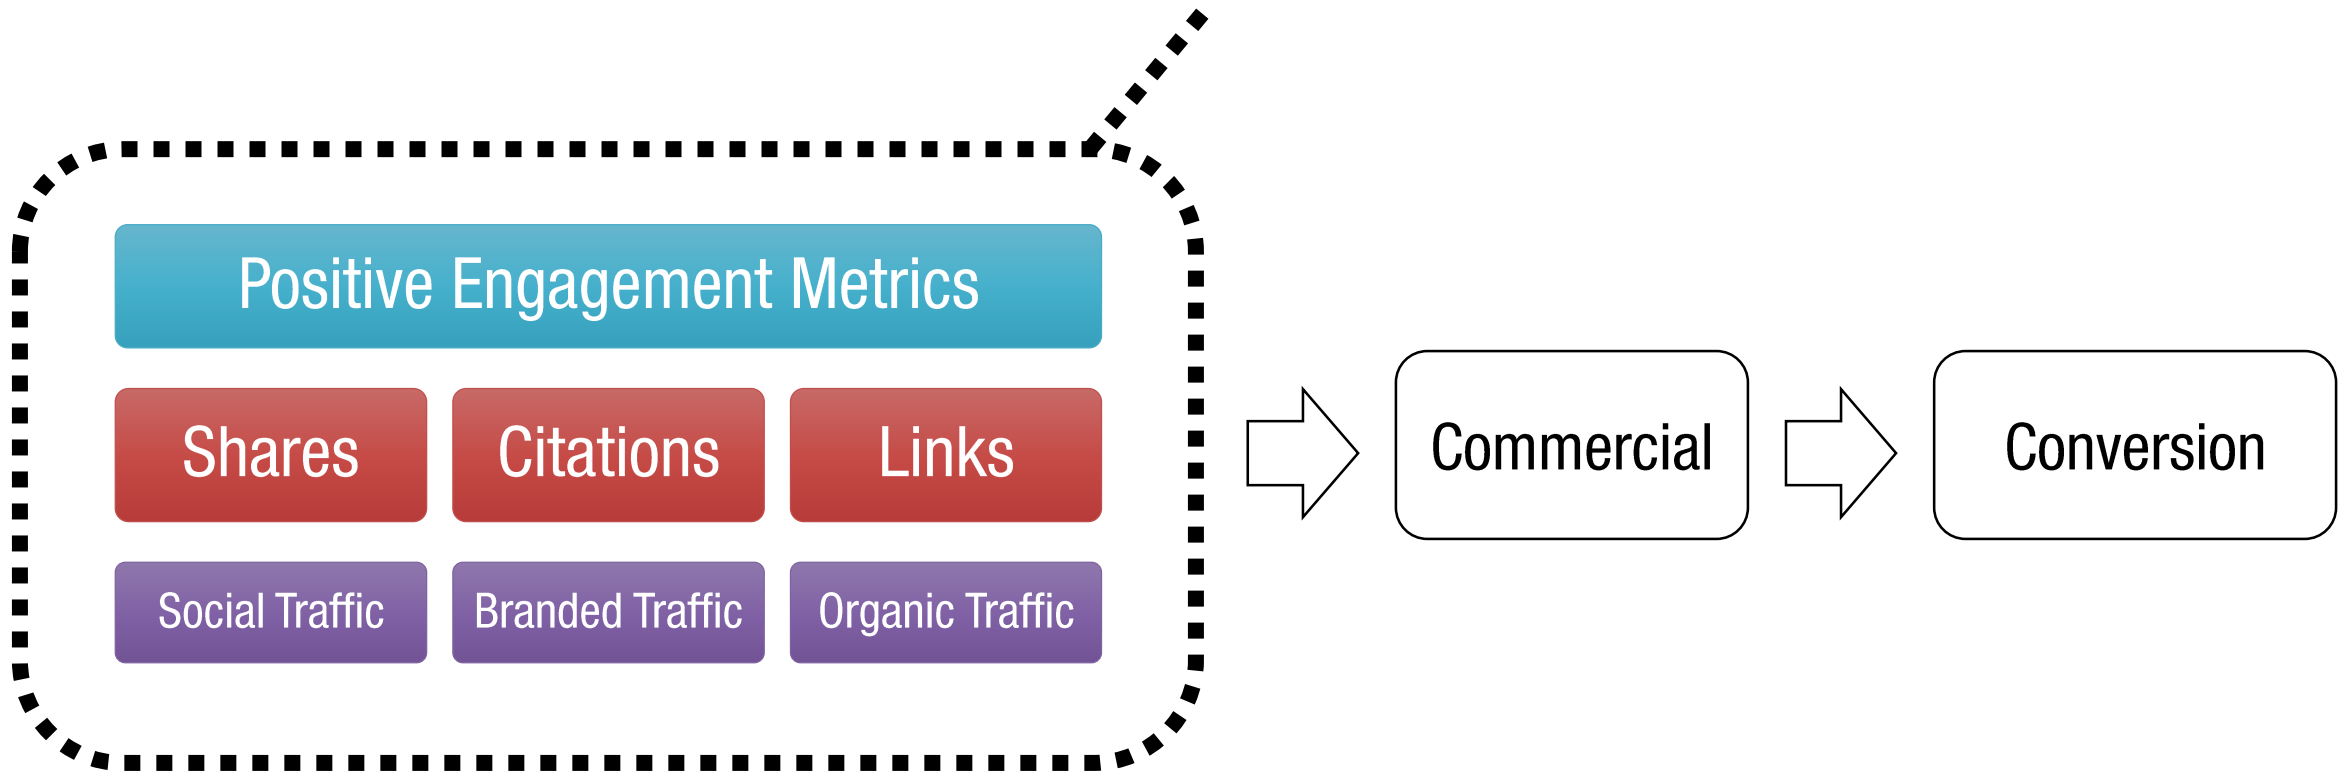 Positive Engagement Metrics
Shares
Citations
Links
Social Traffic
Branded Traffic
Organic Traffic
Commercial
Conversion